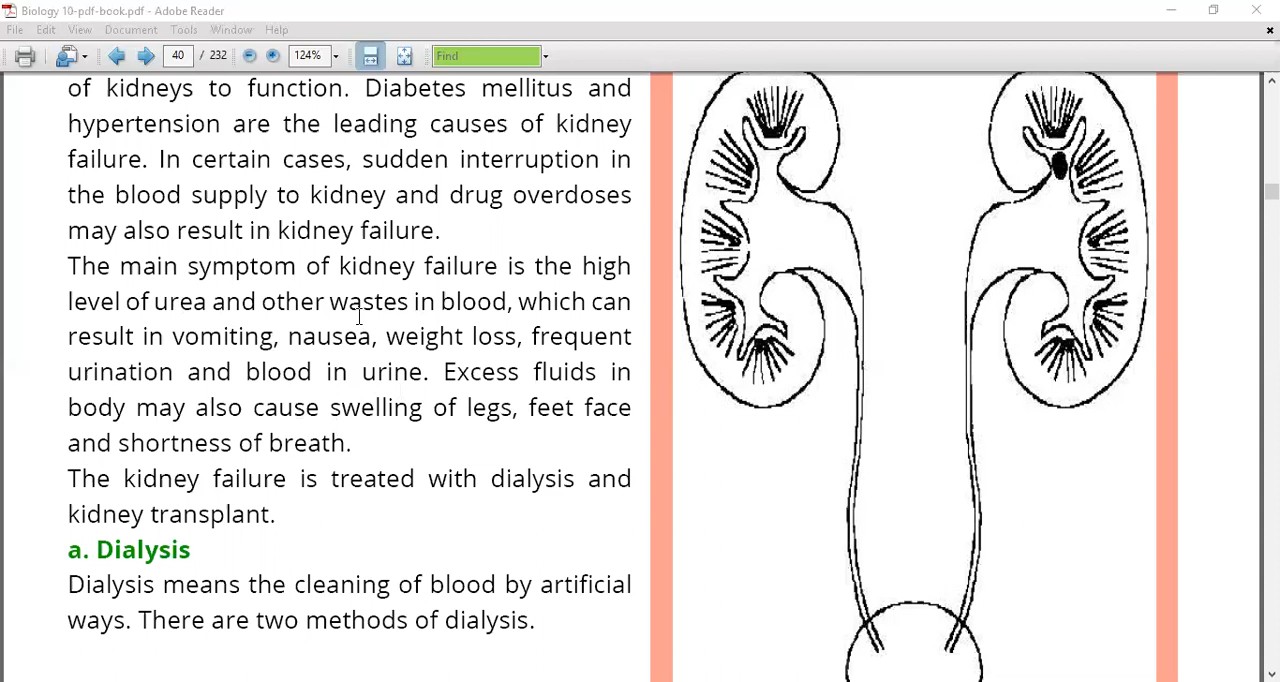 Biology 10-pdf-book.pdf - Adobe Reader
File Edit View Document Tools Window Help
40 / 232 124% Find
of kidneys to function. Diabetes mellitus and
hypertension are the leading causes of kidney
failure. In certain cases, sudden interruption in
the blood supply to kidney and drug overdoses
may also result in kidney failure.
The main symptom of kidney failure is the high
level of urea and other wastes in blood, which can
result in vomiting, nausea, weight loss, frequent
urination and blood in urine. Excess fluids in
body may also cause swelling of legs, feet face
and shortness of breath.
The kidney failure is treated with dialysis and
kidney transplant.
a. Dialysis
Dialysis means the cleaning of blood by artificial
ways. There are two methods of dialysis.